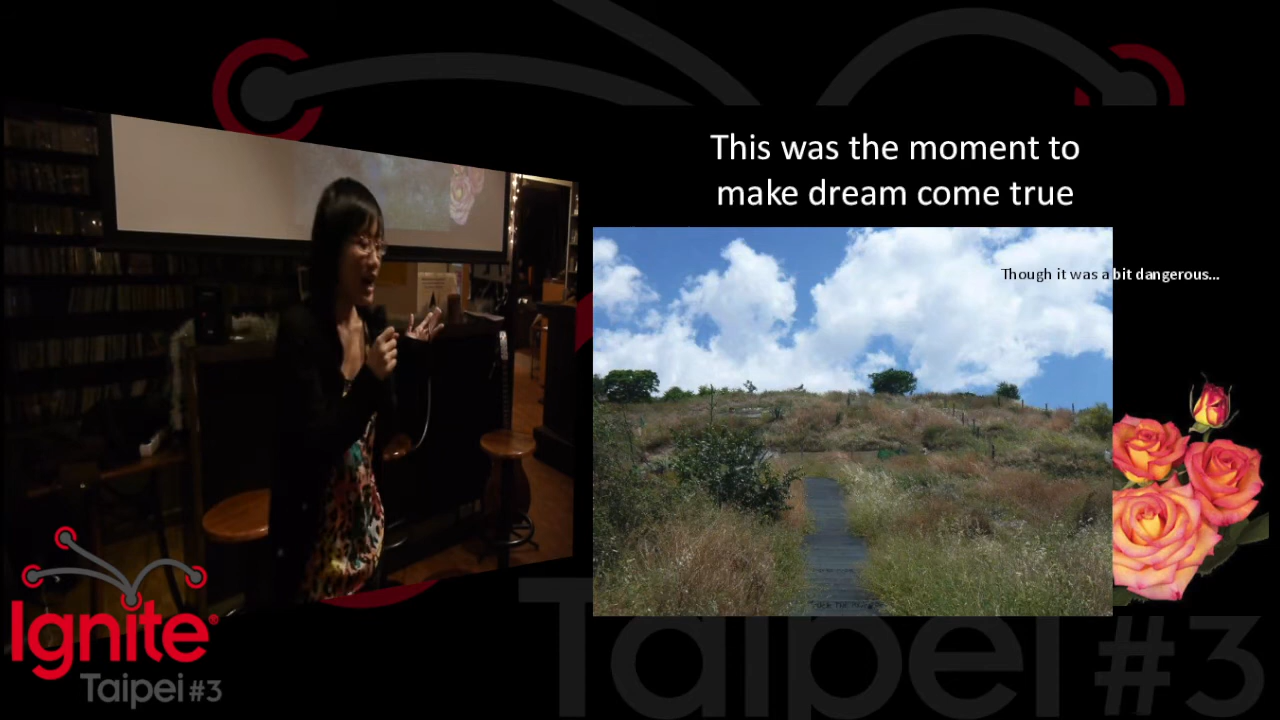 This was the moment to
make dream come true
Though it was a bit dangerous...
Ignite®
Taipei #3
Taipei #3